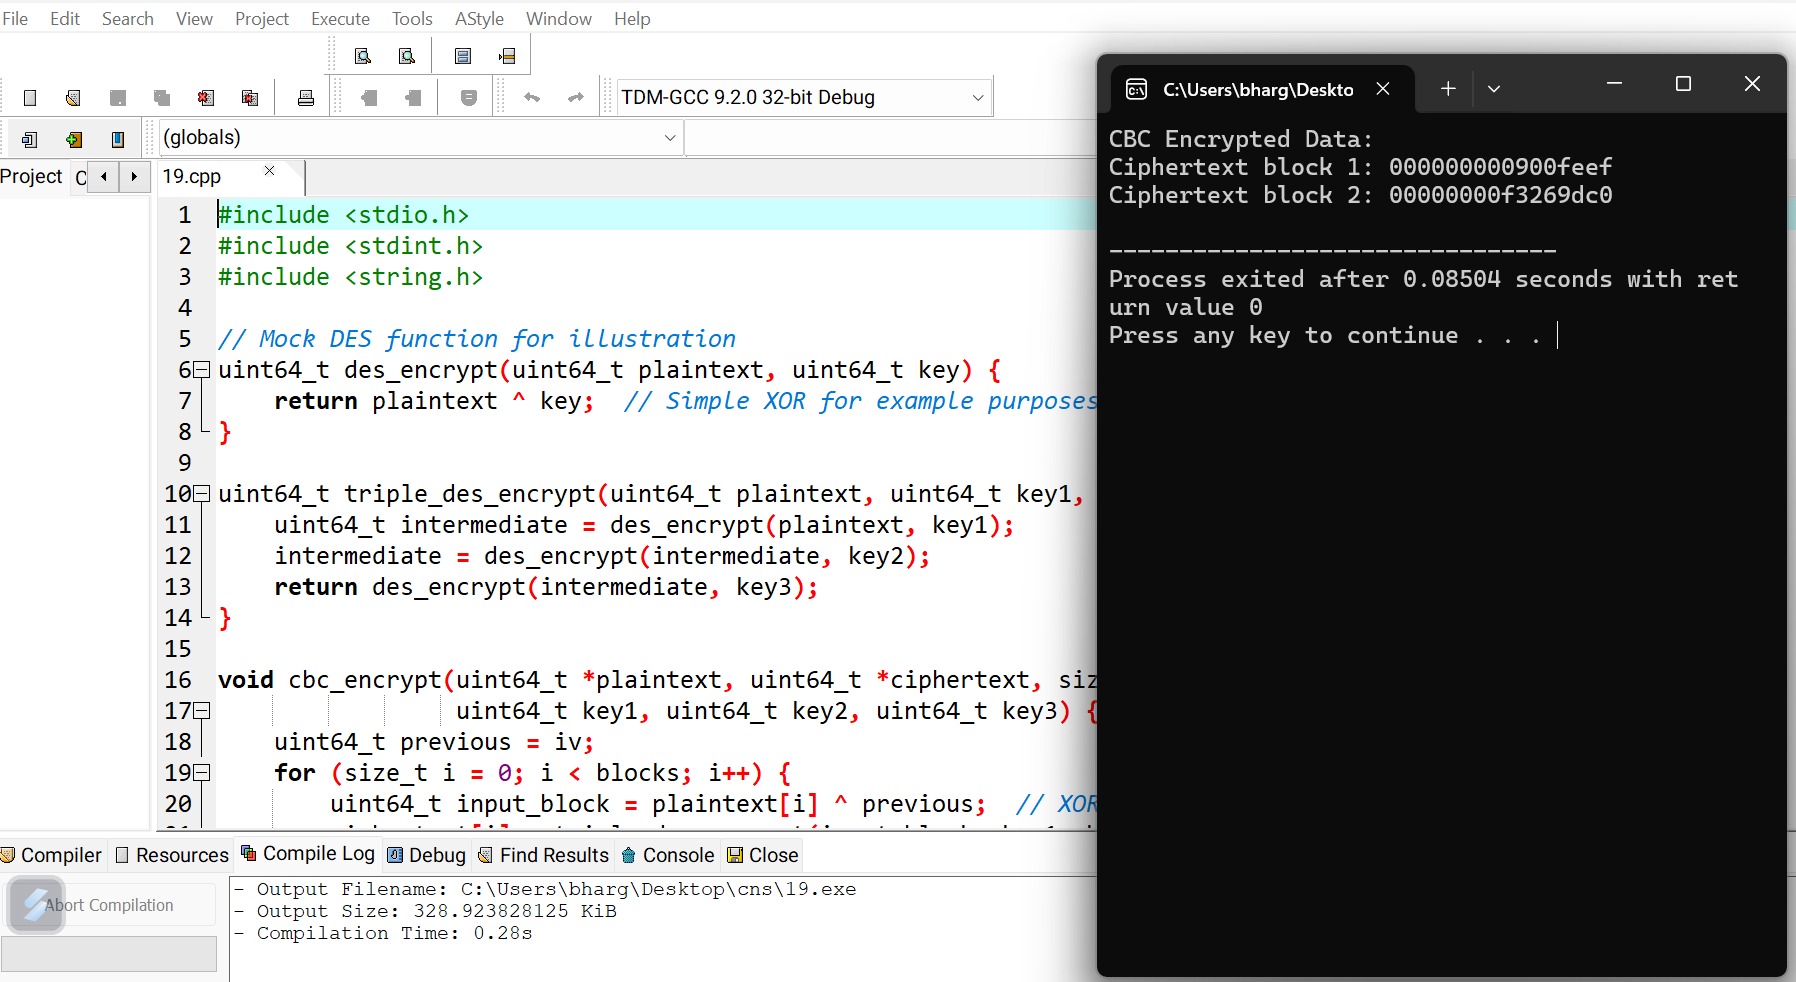 File Edit Search View Project Execute Tools AStyle Window Help
TDM-GCC 9.2.0 32-bit Debug
(globals)
Project C
19.cpp
1 #include <stdio.h>
2 #include <stdint.h>
3 #include <string.h>
4
5 // Mock DES function for illustration
6 uint64_t des_encrypt(uint64_t plaintext, uint64_t key) {
7 return plaintext ^ key; // Simple XOR for example purposes
8 }
9
10 uint64_t triple_des_encrypt(uint64_t plaintext, uint64_t key1,
11 uint64_t intermediate = des_encrypt(plaintext, key1);
12 intermediate = des_encrypt(intermediate, key2);
13 return des_encrypt(intermediate, key3);
14 }
15
16 void cbc_encrypt(uint64_t *plaintext, uint64_t *ciphertext, siz
17 uint64_t key1, uint64_t key2, uint64_t key3) {
18 uint64_t previous = iv;
19 for (size_t i = 0; i < blocks; i++) {
20 uint64_t input_block = plaintext[i] ^ previous; // XOR
Compiler Resources Compile Log Debug Find Results Console Close
Abort Compilation
- Output Filename: C:\Users\bharg\Desktop\cns\19.exe
- Output Size: 328.923828125 KiB
- Compilation Time: 0.28s
C:\Users\bharg\Deskto
CBC Encrypted Data:
Ciphertext block 1: 000000000900feef
Ciphertext block 2: 00000000f3269dc0
--------------------------------
Process exited after 0.08504 seconds with ret
urn value 0
Press any key to continue . . .